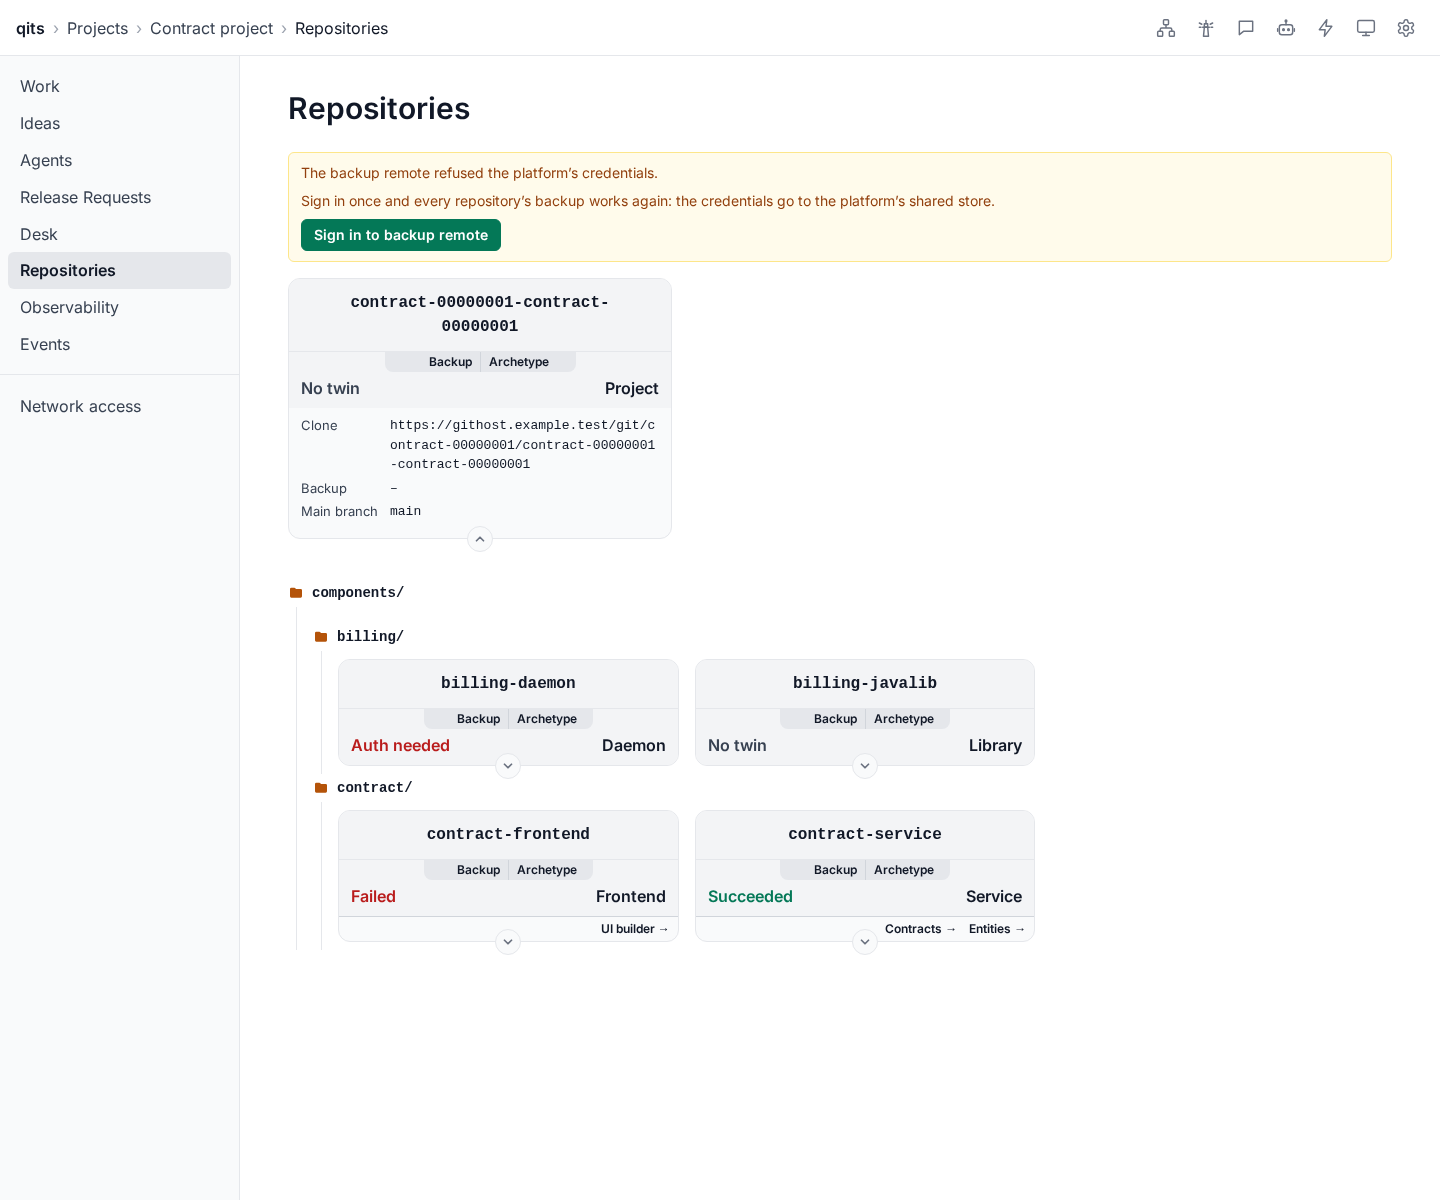 qits › Projects › Contract project › Repositories
Work
Ideas
Agents
Release Requests
Desk
Repositories
Observability
Events
Network access
Repositories
The backup remote refused the platform’s credentials.
Sign in once and every repository’s backup works again: the credentials go to the platform’s shared store.
Sign in to backup remote
contract-00000001-contract-
00000001
Backup Archetype
No twin Project
Clone https://githost.example.test/git/c
ontract-00000001/contract-00000001
-contract-00000001
Backup –
Main branch main
components/
billing/
billing-daemon
Backup Archetype
Auth needed Daemon
billing-javalib
Backup Archetype
No twin Library
contract/
contract-frontend
Backup Archetype
Failed Frontend
UI builder →
contract-service
Backup Archetype
Succeeded Service
Contracts → Entities →